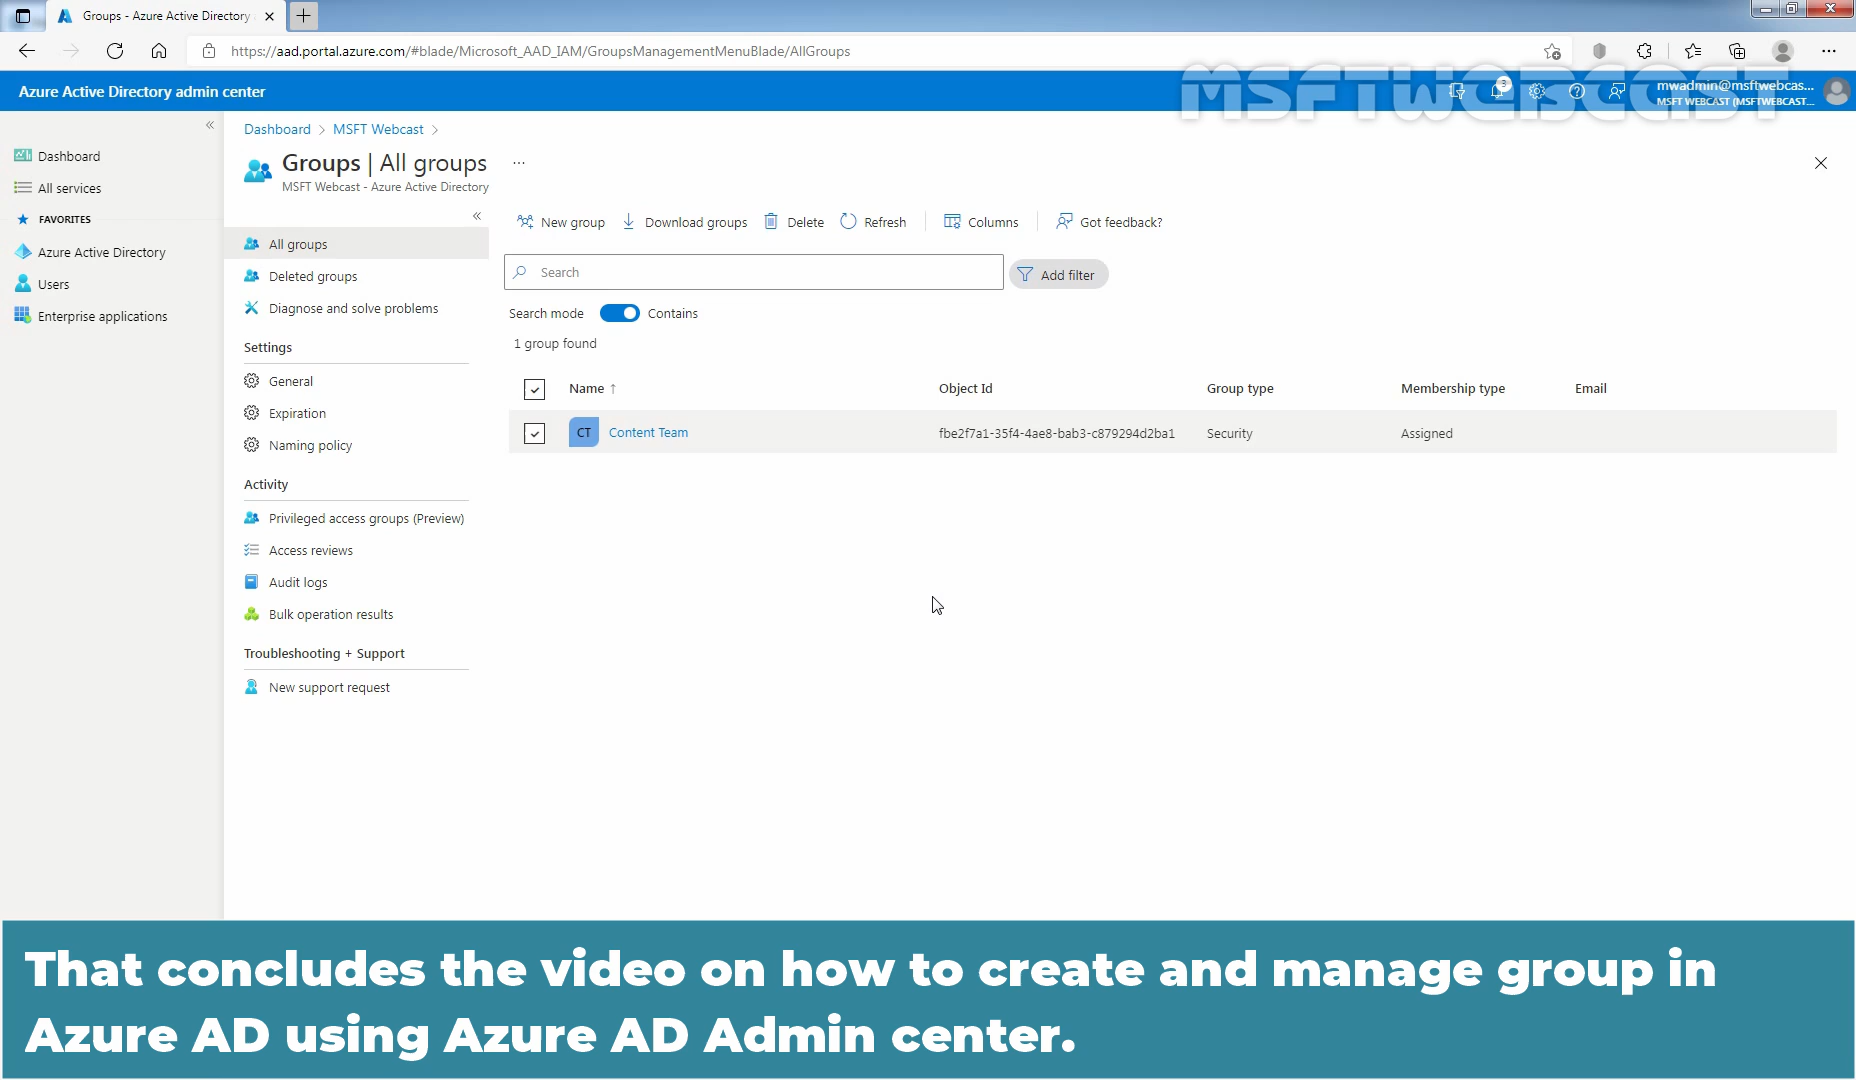 Groups - Azure Active Directory
https://aad.portal.azure.com/#blade/Microsoft_AAD_IAM/GroupsManagementMenuBlade/AllGroups
MSFTWEBCAST
Azure Active Directory admin center
3
mwadmin@msftwebcas...
MSFT WEBCAST (MSFTWEBCAST...
Dashboard
All services
FAVORITES
Azure Active Directory
Users
Enterprise applications
Dashboard > MSFT Webcast >
Groups | All groups ...
MSFT Webcast - Azure Active Directory
All groups
Deleted groups
Diagnose and solve problems
Settings
General
Expiration
Naming policy
Activity
Privileged access groups (Preview)
Access reviews
Audit logs
Bulk operation results
Troubleshooting + Support
New support request
New group Download groups Delete Refresh Columns Got feedback?
Search Add filter
Search mode Contains
1 group found
Name ↑ Object Id Group type Membership type Email
CT Content Team fbe2f7a1-35f4-4ae8-bab3-c879294d2ba1 Security Assigned
That concludes the video on how to create and manage group in
Azure AD using Azure AD Admin center.